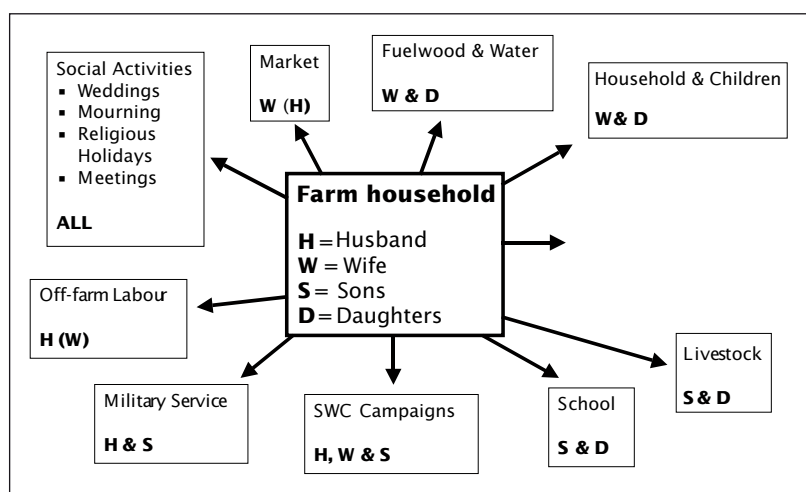 Social Activities
▪ Weddings
▪ Mourning
▪ Religious
Holidays
▪ Meetings
ALL
Market
W (H)
Fuelwood & Water
W & D
Household & Children
W& D
Farm household
H=Husband
W=Wife
S= Sons
D=Daughters
Off-farm Labour
H (W)
Livestock
S & D
Military Service
H & S
SWC Campaigns
H, W & S
School
S & D